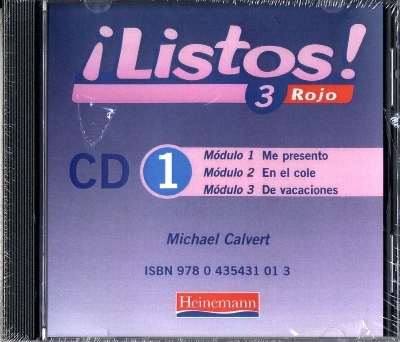 ¡Listos!
3 Rojo
CD 1
Módulo 1 Me presento
Módulo 2 En el cole
Módulo 3 De vacaciones
Michael Calvert
ISBN 978 0 435431 01 3
Heinemann